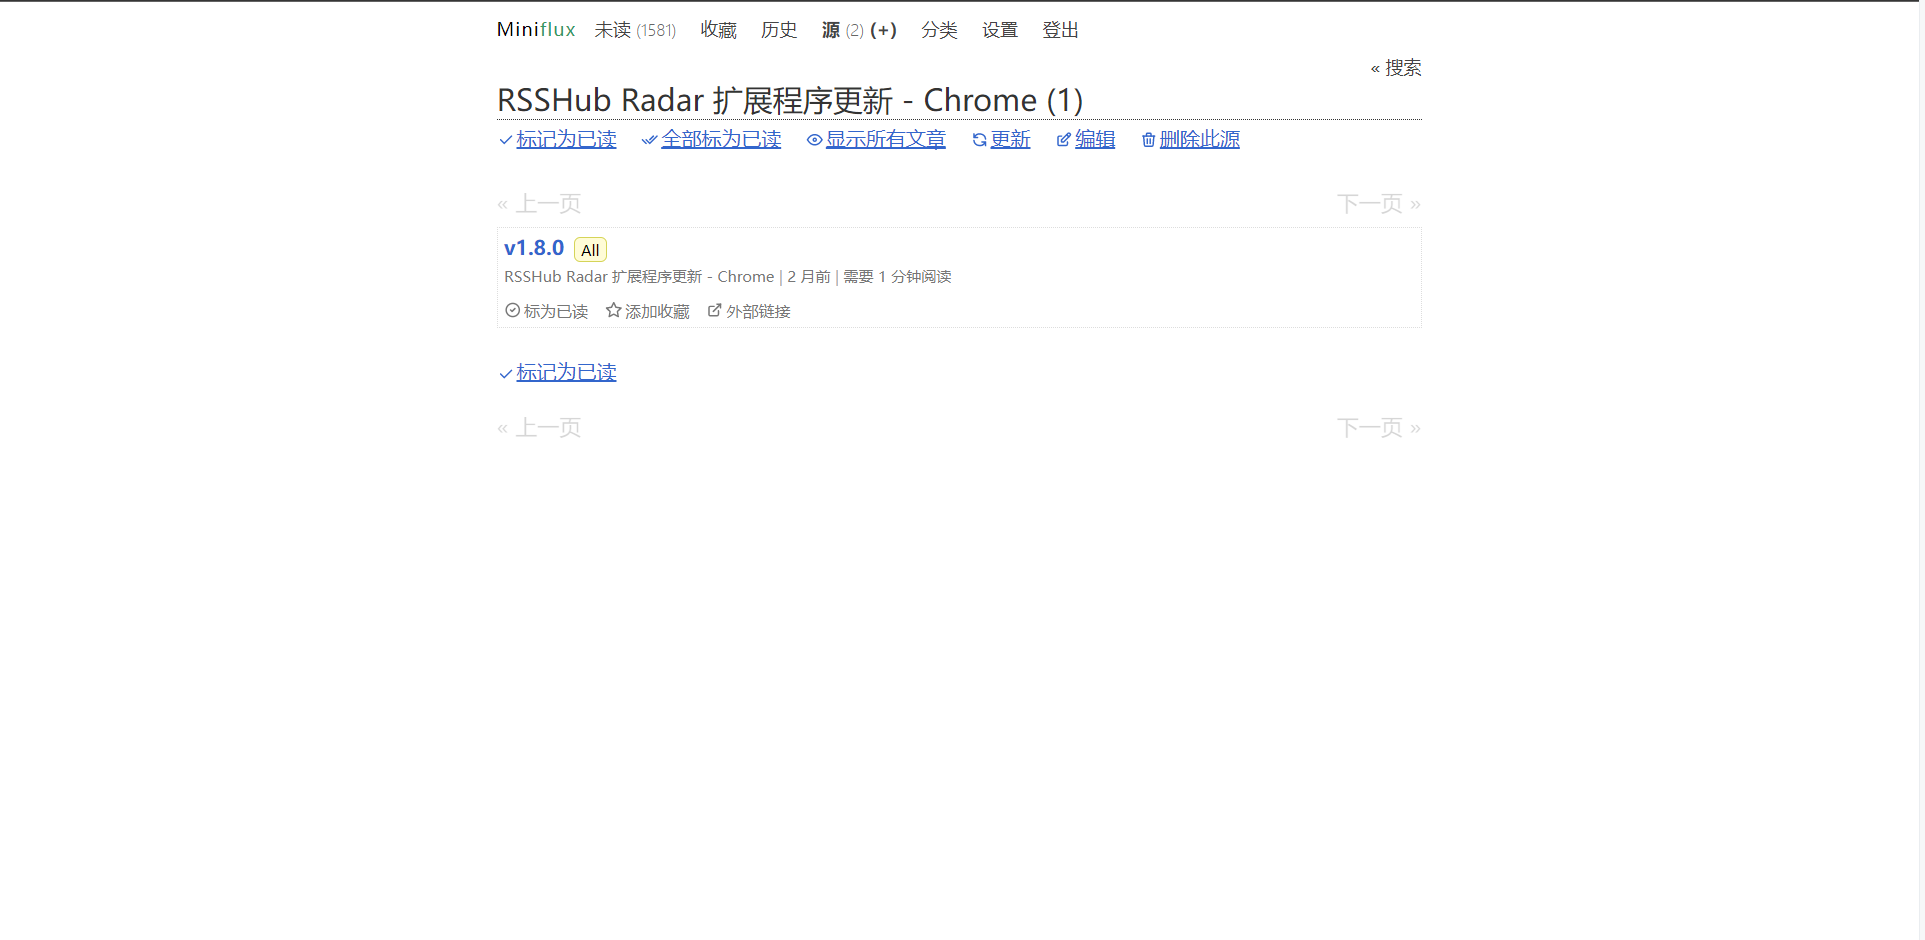 Miniflux 未读 (1581) 收藏 历史 源 (2) (+) 分类 设置 登出
« 搜索
RSSHub Radar 扩展程序更新 - Chrome (1)
标记为已读 全部标为已读 显示所有文章 更新 编辑 删除此源
« 上一页 下一页 »
v1.8.0 All
RSSHub Radar 扩展程序更新 - Chrome | 2 月前 | 需要 1 分钟阅读
标为已读 添加收藏 外部链接
标记为已读
« 上一页 下一页 »